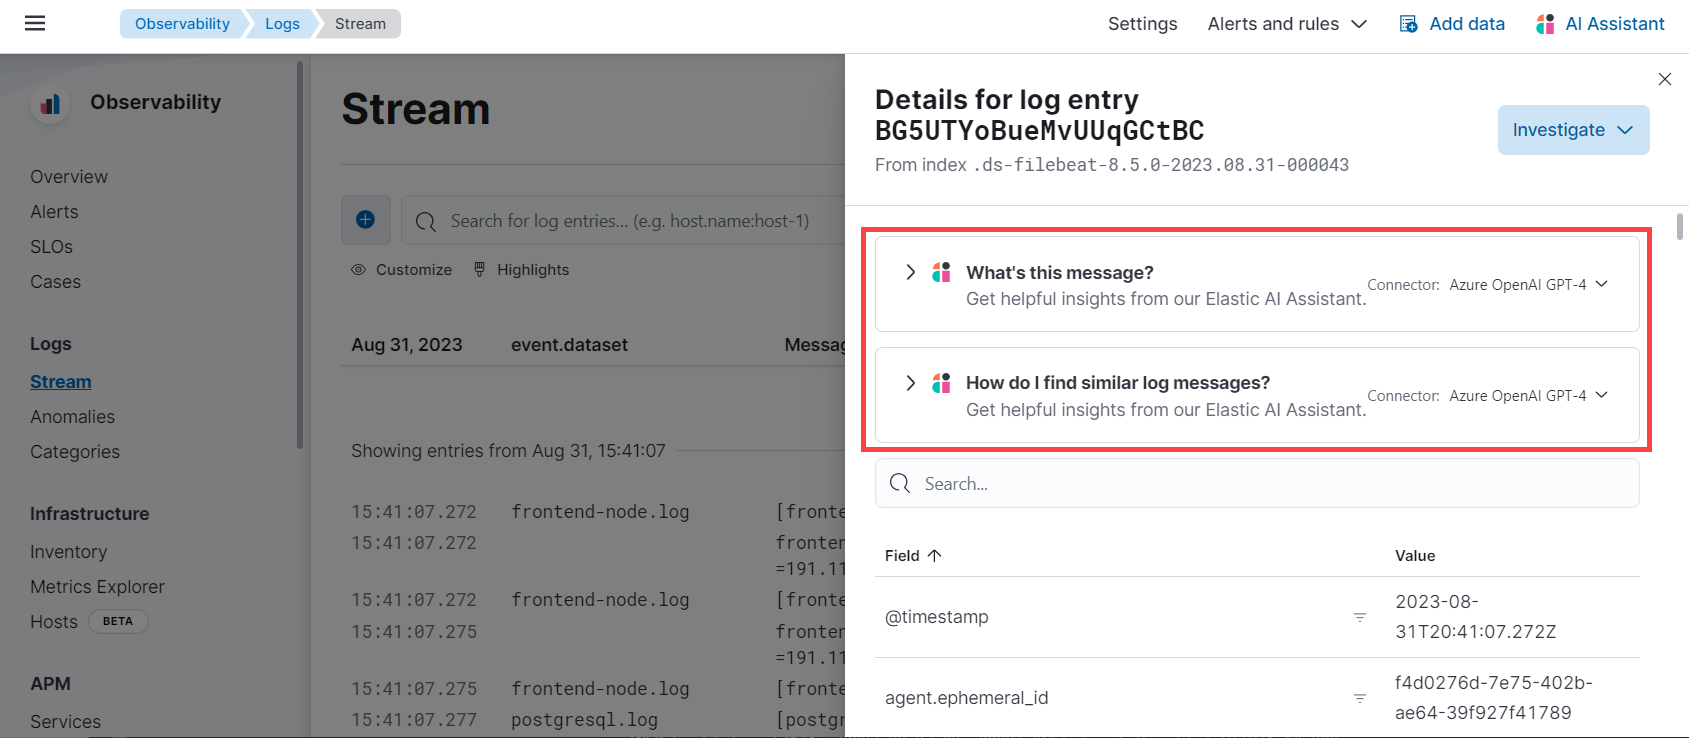 Observability Logs Stream Settings Alerts and rules Add data AI Assistant
Observability
Overview
Alerts
SLOs
Cases
Logs
Stream
Anomalies
Categories
Infrastructure
Inventory
Metrics Explorer
Hosts BETA
APM
Services
Stream
Search for log entries... (e.g. host.name:host-1)
Customize Highlights
Aug 31, 2023 event.dataset Messag
Showing entries from Aug 31, 15:41:07
15:41:07.272 frontend-node.log [fronte
15:41:07.272 fronten
=191.11
15:41:07.272 frontend-node.log [fronte
15:41:07.275 fronten
=191.11
15:41:07.275 frontend-node.log [fronte
15:41:07.277 postgresql.log [postgr
Details for log entry
BG5UTYoBueMvUUqGCtBC
From index .ds-filebeat-8.5.0-2023.08.31-000043
Investigate
What's this message?
Get helpful insights from our Elastic AI Assistant.
Connector: Azure OpenAI GPT-4
How do I find similar log messages?
Get helpful insights from our Elastic AI Assistant.
Connector: Azure OpenAI GPT-4
Search...
Field Value
@timestamp 2023-08-
31T20:41:07.272Z
agent.ephemeral_id f4d0276d-7e75-402b-
ae64-39f927f41789